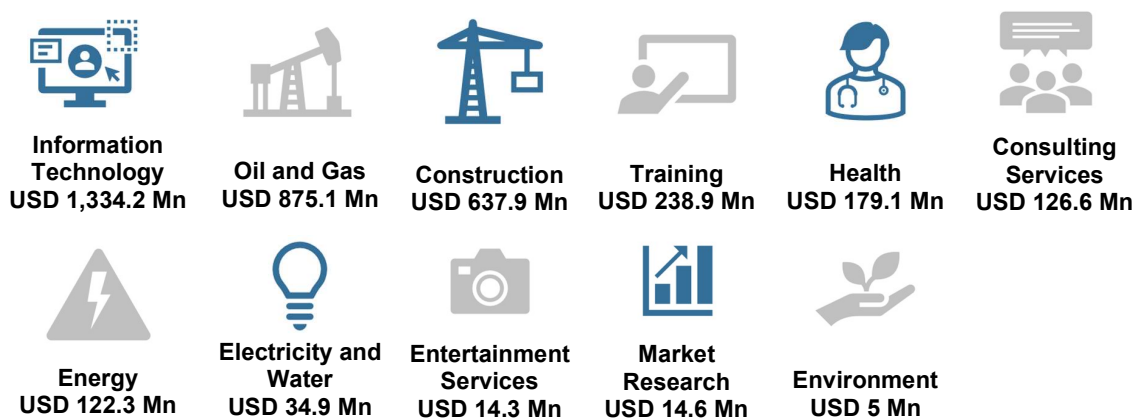 Information
Technology
USD 1,334.2 Mn
Oil and Gas
USD 875.1 Mn
Construction
USD 637.9 Mn
Training
USD 238.9 Mn
Health
USD 179.1 Mn
Consulting
Services
USD 126.6 Mn
Energy
USD 122.3 Mn
Electricity and
Water
USD 34.9 Mn
Entertainment
Services
USD 14.3 Mn
Market
Research
USD 14.6 Mn
Environment
USD 5 Mn